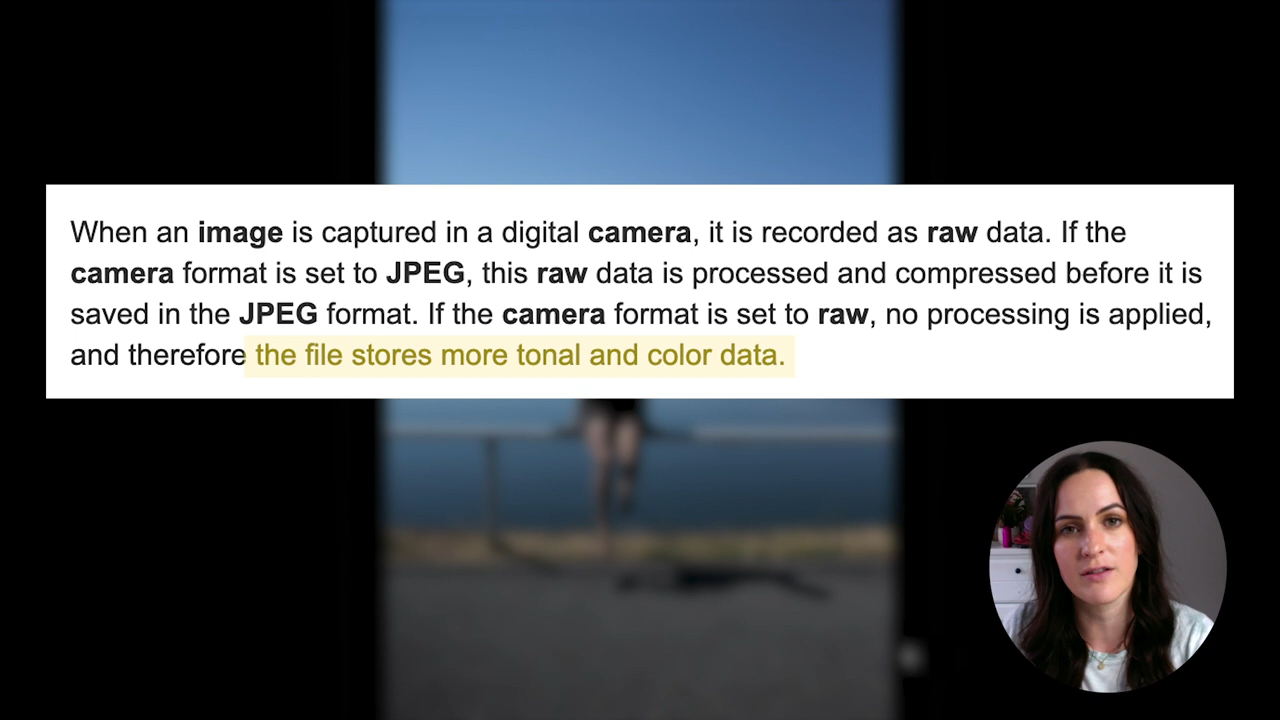 When an image is captured in a digital camera, it is recorded as raw data. If the
camera format is set to JPEG, this raw data is processed and compressed before it is
saved in the JPEG format. If the camera format is set to raw, no processing is applied,
and therefore the file stores more tonal and color data.